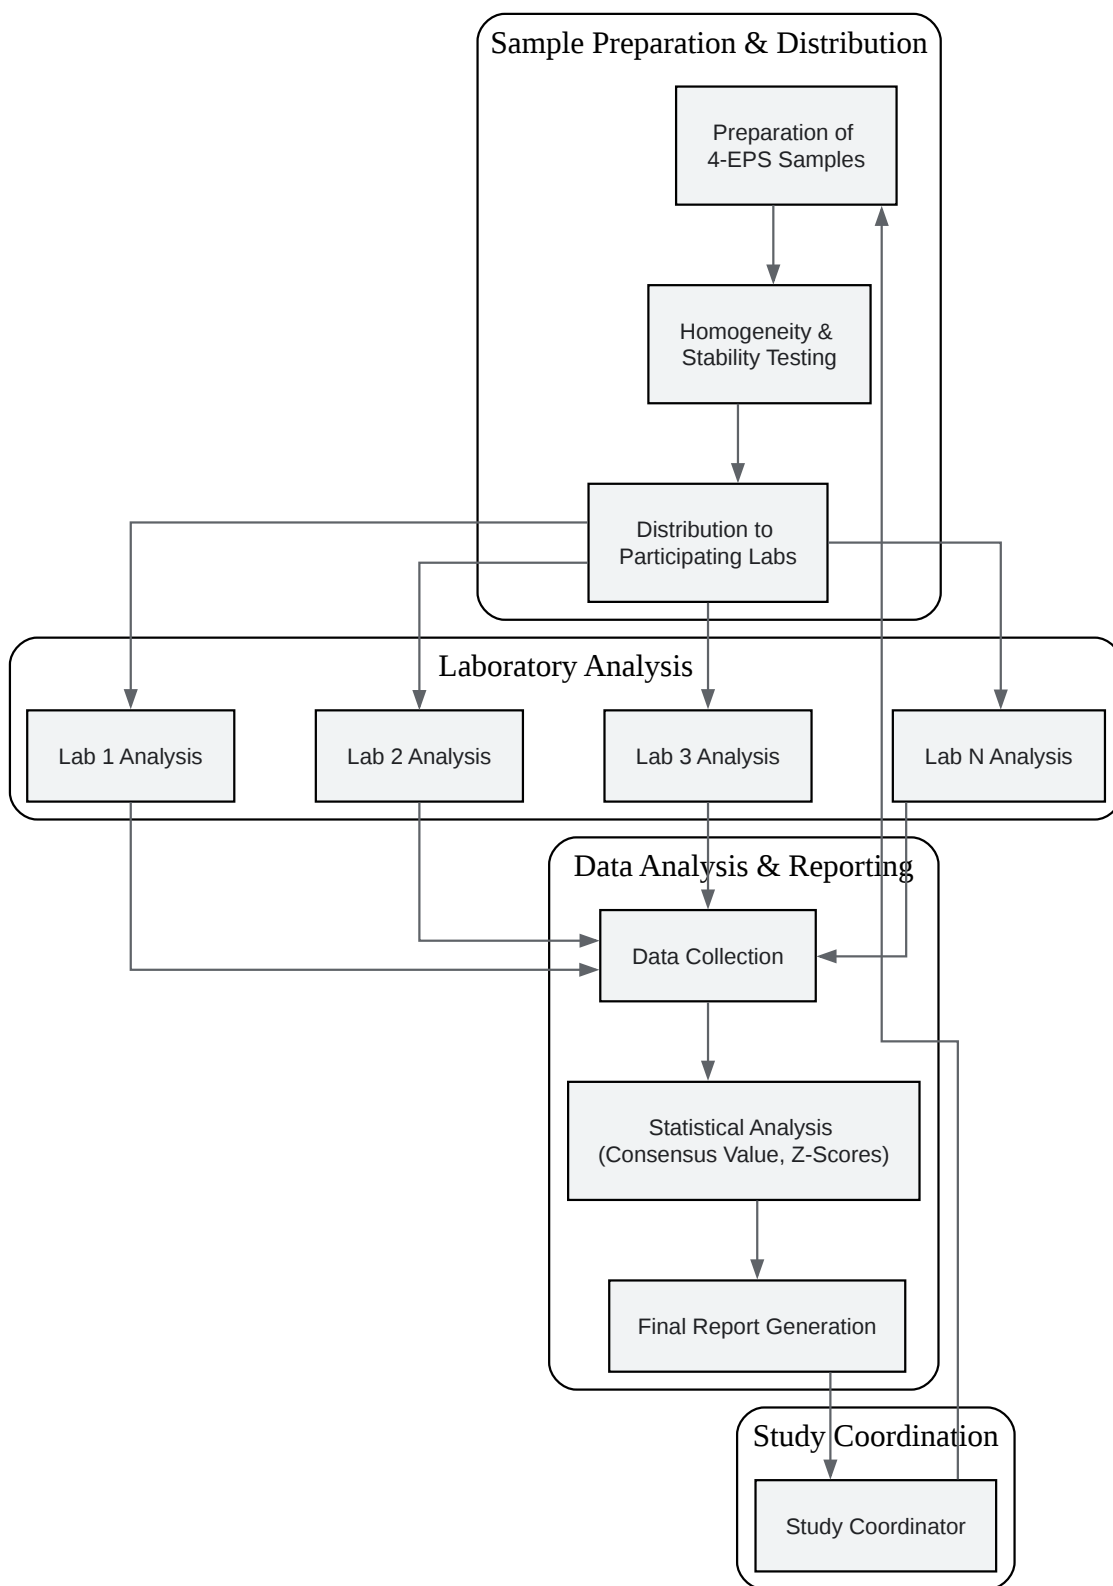 Sample Preparation & Distribution
Preparation of
4-EPS Samples
Homogeneity &
Stability Testing
Distribution to
Participating Labs
Laboratory Analysis
Lab 1 Analysis
Lab 2 Analysis
Lab 3 Analysis
Lab N Analysis
Data Analysis & Reporting
Data Collection
Statistical Analysis
(Consensus Value, Z-Scores)
Final Report Generation
Study Coordination
Study Coordinator